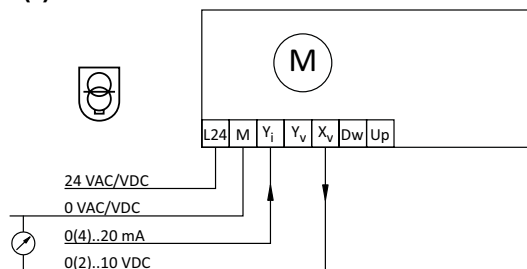 M
L24 M Yi Yv Xv Dw Up
24 VAC/VDC
0 VAC/VDC
0(4)..20 mA
0(2)..10 VDC